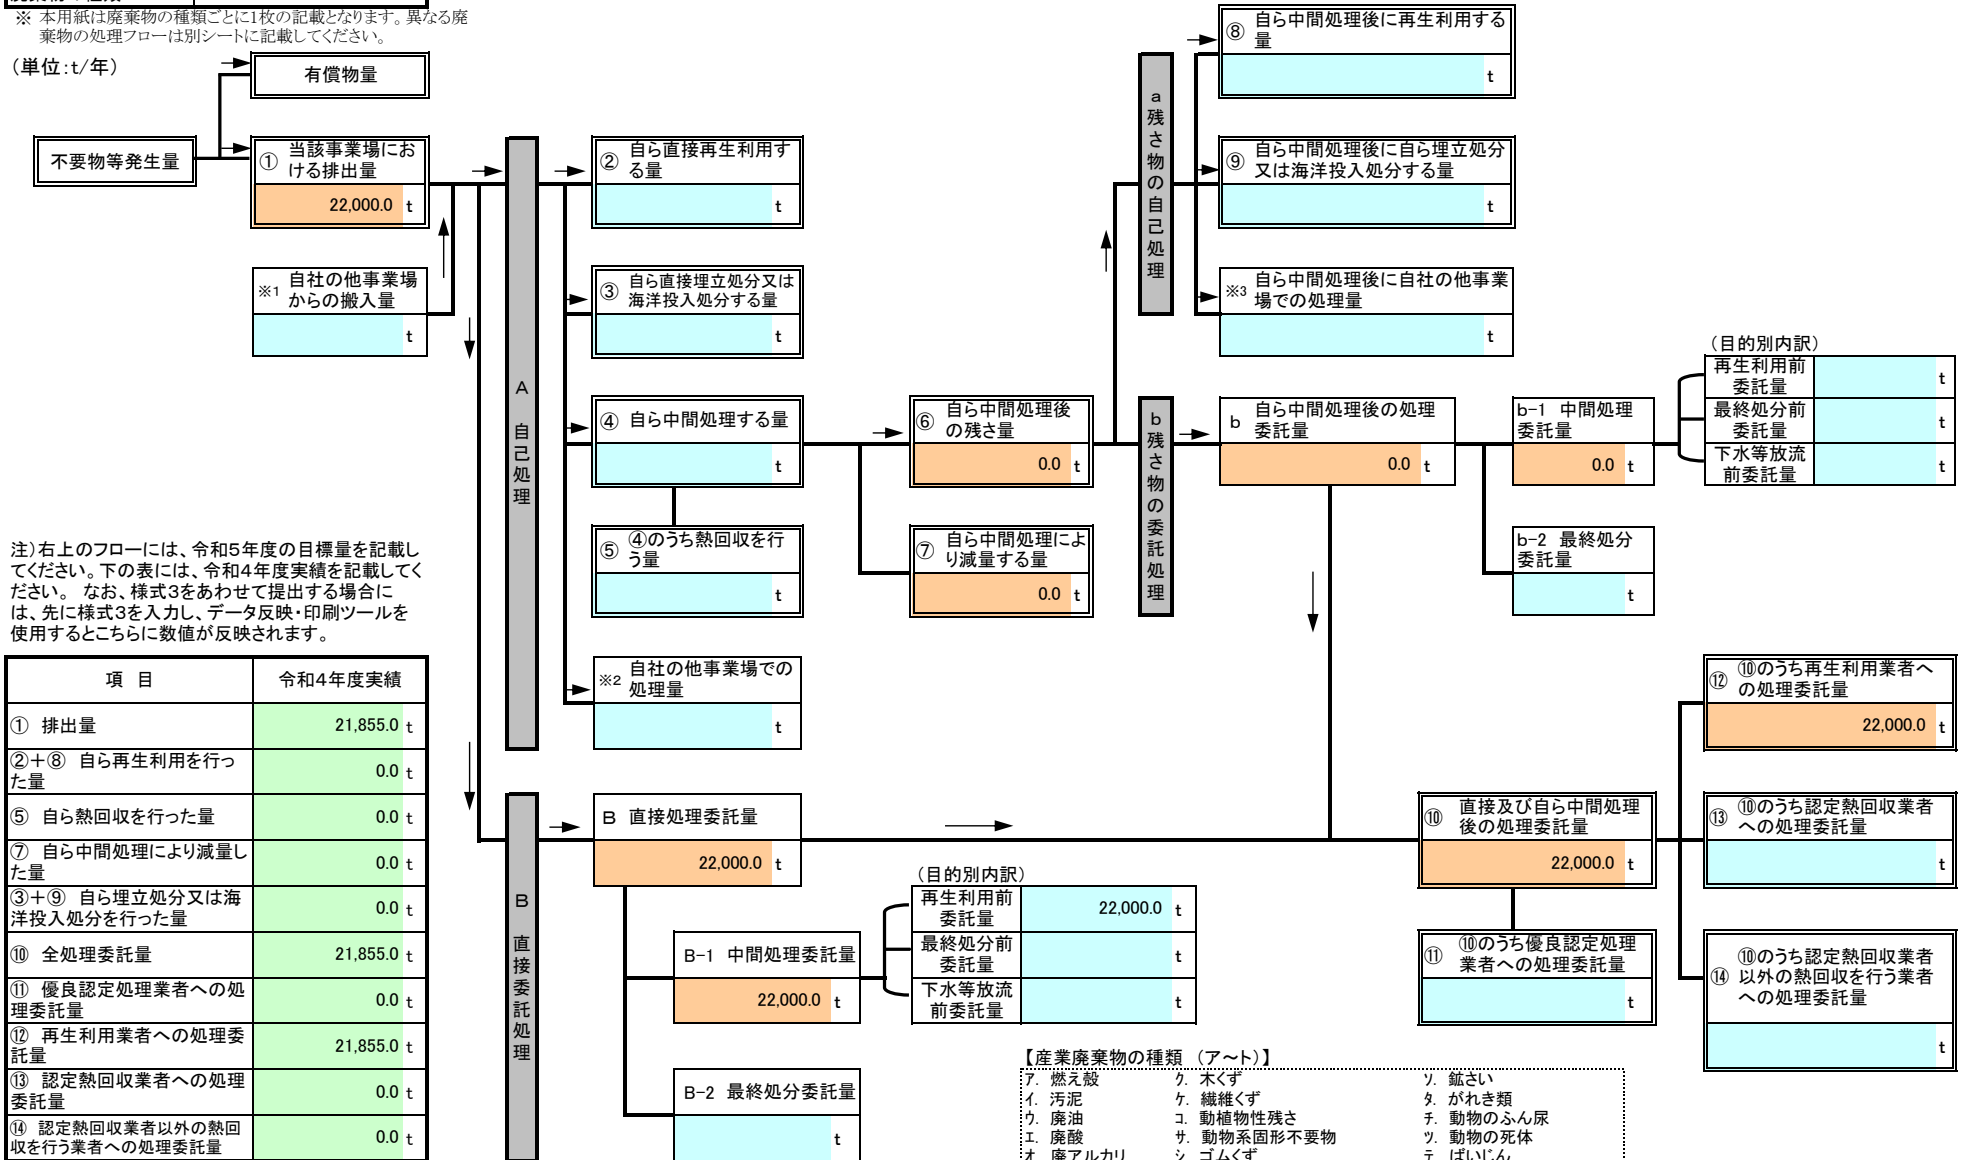 ※ 本用紙は廃棄物の種類ごとに1枚の記載となります。異なる廃
棄物の処理フローは別シートに記載してください。
(単位:t/年)
有償物量
不要物等発生量
① 当該事業場にお
ける排出量
22,000.0 t
※1 自社の他事業場
からの搬入量
t
A 自己処理
② 自ら直接再生利用す
る量
t
③ 自ら直接埋立処分又は
海洋投入処分する量
t
④ 自ら中間処理する量
t
⑤ ④のうち熱回収を行
う量
t
※2 自社の他事業場での
処理量
t
⑥ 自ら中間処理後
の残さ量
0.0 t
⑦ 自ら中間処理によ
り減量する量
0.0 t
a 残さ物の自己処理
⑧ 自ら中間処理後に再生利用する
量
t
⑨ 自ら中間処理後に自ら埋立処分
又は海洋投入処分する量
t
※3 自ら中間処理後に自社の他事業
場での処理量
t
b 残さ物の委託処理
b 自ら中間処理後の処理
委託量
0.0 t
b-1 中間処理
委託量
0.0 t
(目的別内訳)
再生利用前
委託量
t
最終処分前
委託量
t
下水等放流
前委託量
t
b-2 最終処分
委託量
t
注)右上のフローには、令和5年度の目標量を記載し
てください。下の表には、令和4年度実績を記載してく
ださい。 なお、様式3をあわせて提出する場合に
は、先に様式3を入力し、データ反映・印刷ツールを
使用するとこちらに数値が反映されます。
項 目 令和4年度実績
① 排出量 21,855.0 t
②+⑧ 自ら再生利用を行っ
た量 0.0 t
⑤ 自ら熱回収を行った量 0.0 t
⑦ 自ら中間処理により減量し
た量 0.0 t
③+⑨ 自ら埋立処分又は海
洋投入処分を行った量 0.0 t
⑩ 全処理委託量 21,855.0 t
⑪ 優良認定処理業者への処
理委託量 0.0 t
⑫ 再生利用業者への処理委
託量 21,855.0 t
⑬ 認定熱回収業者への処理
委託量 0.0 t
⑭ 認定熱回収業者以外の熱回
収を行う業者への処理委託量 0.0 t
B 直接委託処理
B 直接処理委託量
22,000.0 t
B-1 中間処理委託量
22,000.0 t
(目的別内訳)
再生利用前
委託量
22,000.0 t
最終処分前
委託量
t
下水等放流
前委託量
t
B-2 最終処分委託量
t
⑩ 直接及び自ら中間処理
後の処理委託量
22,000.0 t
⑪ ⑩のうち優良認定処理
業者への処理委託量
t
⑫ ⑩のうち再生利用業者へ
の処理委託量
22,000.0 t
⑬ ⑩のうち認定熱回収業者
への処理委託量
t
⑭ ⑩のうち認定熱回収業者
以外の熱回収を行う業者
への処理委託量
t
【産業廃棄物の種類 (ア~ト)】
ア. 燃え殻 ク. 木くず ソ. 鉱さい
イ. 汚泥 ケ. 繊維くず タ. がれき類
ウ. 廃油 コ. 動植物性残さ チ. 動物のふん尿
エ. 廃酸 サ. 動物系固形不要物 ツ. 動物の死体
オ. 廃アルカリ シ. ゴムくず テ. ばいじん